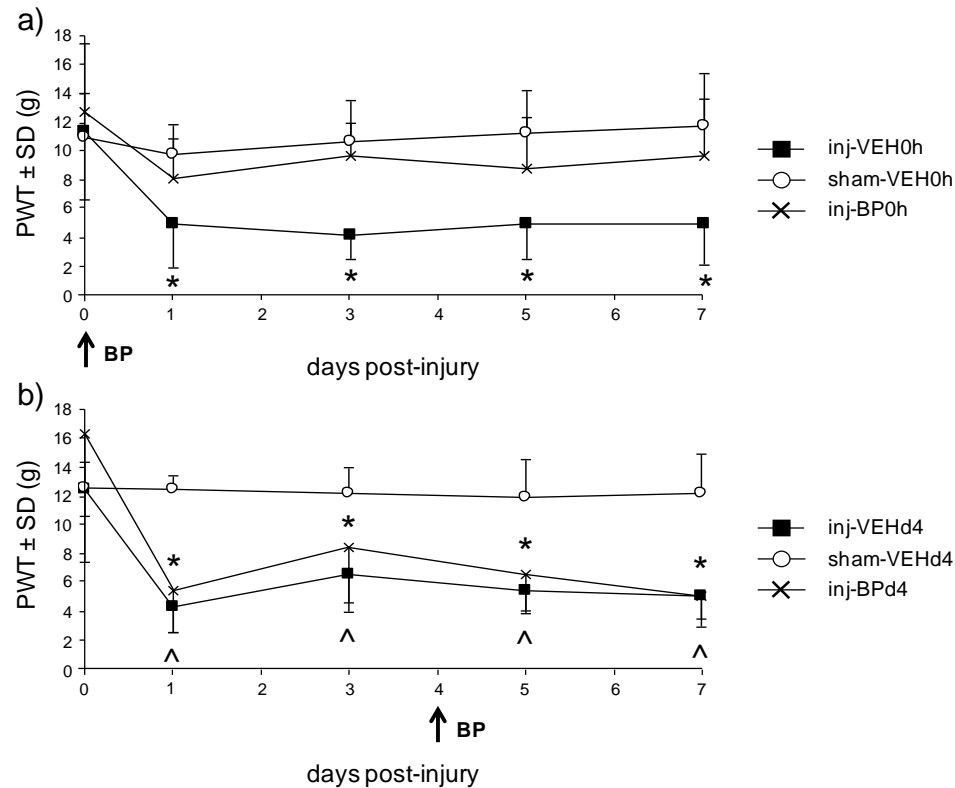 a)
PWT ± SD (g)
18
16
14
12
10
8
6
4
2
0
* * * *
0 1 2 3 4 5 6 7
BP
days post-injury
inj-VEH0h
sham-VEH0h
inj-BP0h
b)
PWT ± SD (g)
18
16
14
12
10
8
6
4
2
0
* * * *
^ ^ ^ ^
0 1 2 3 4 5 6 7
BP
days post-injury
inj-VEHd4
sham-VEHd4
inj-BPd4